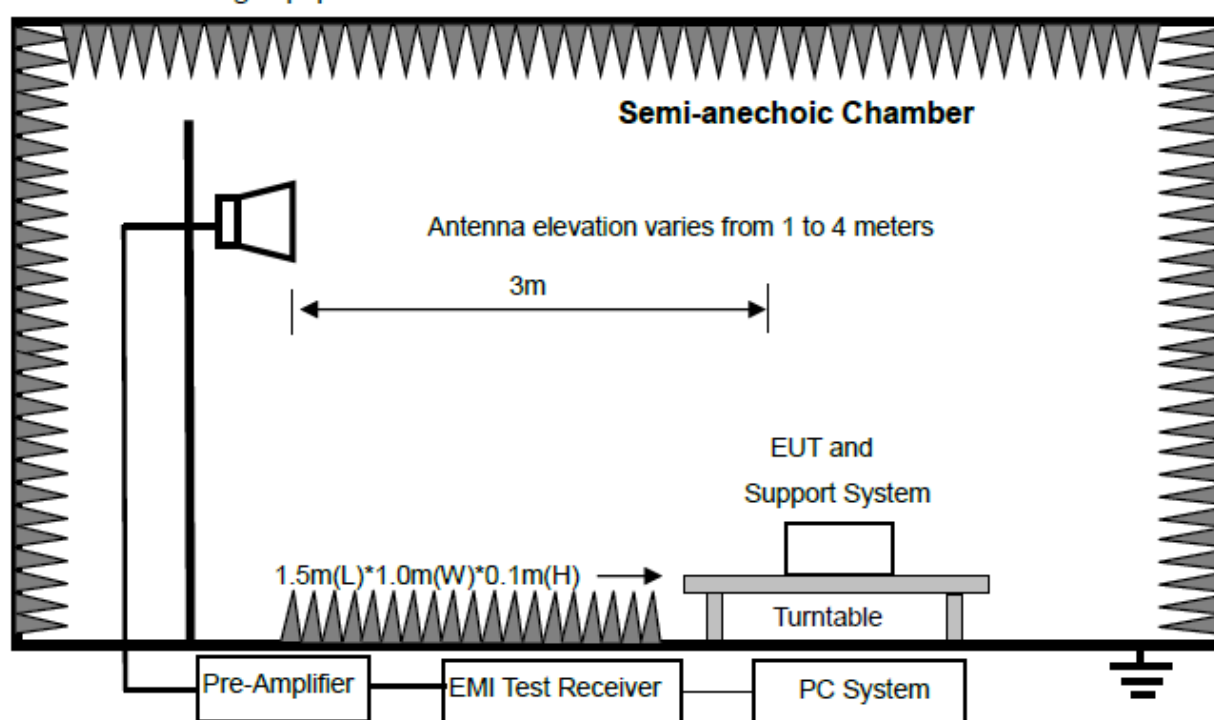 Semi-anechoic Chamber
Antenna elevation varies from 1 to 4 meters
3m
EUT and
Support System
1.5m(L)*1.0m(W)*0.1m(H)
Turntable
Pre-Amplifier
EMI Test Receiver
PC System